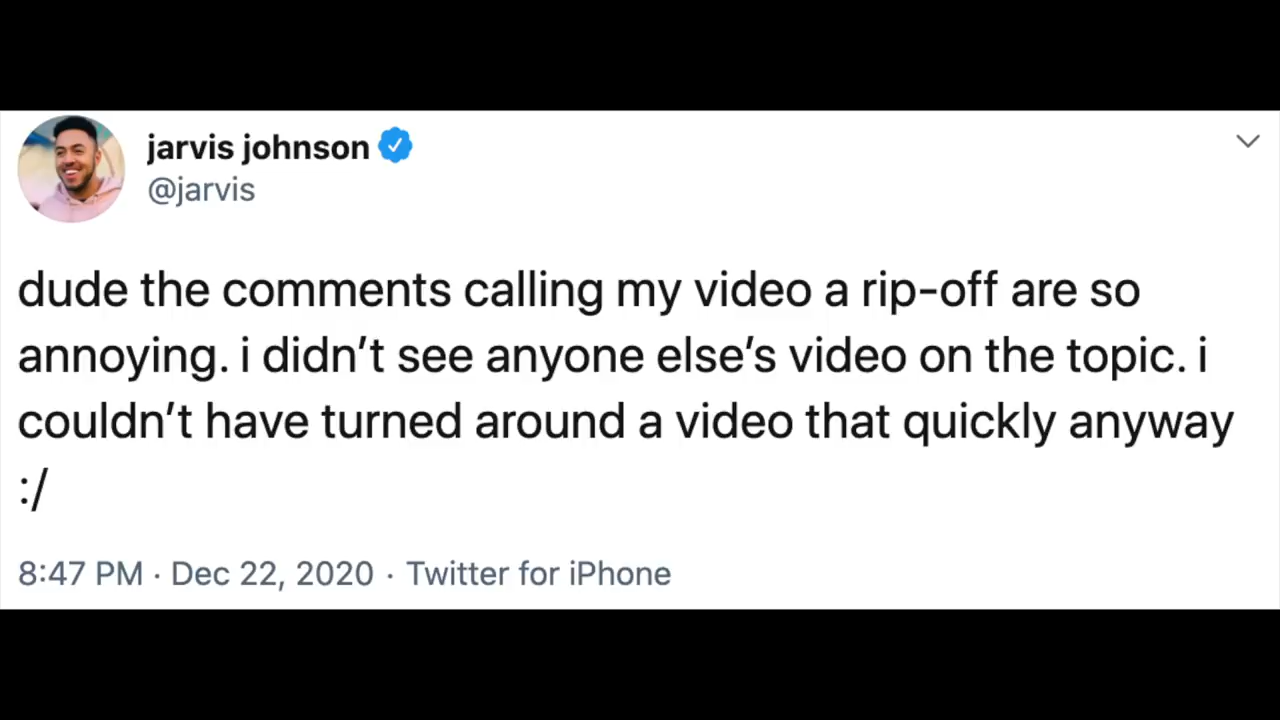 jarvis johnson
@jarvis
dude the comments calling my video a rip-off are so
annoying. i didn’t see anyone else’s video on the topic. i
couldn’t have turned around a video that quickly anyway
:/
8:47 PM · Dec 22, 2020 · Twitter for iPhone